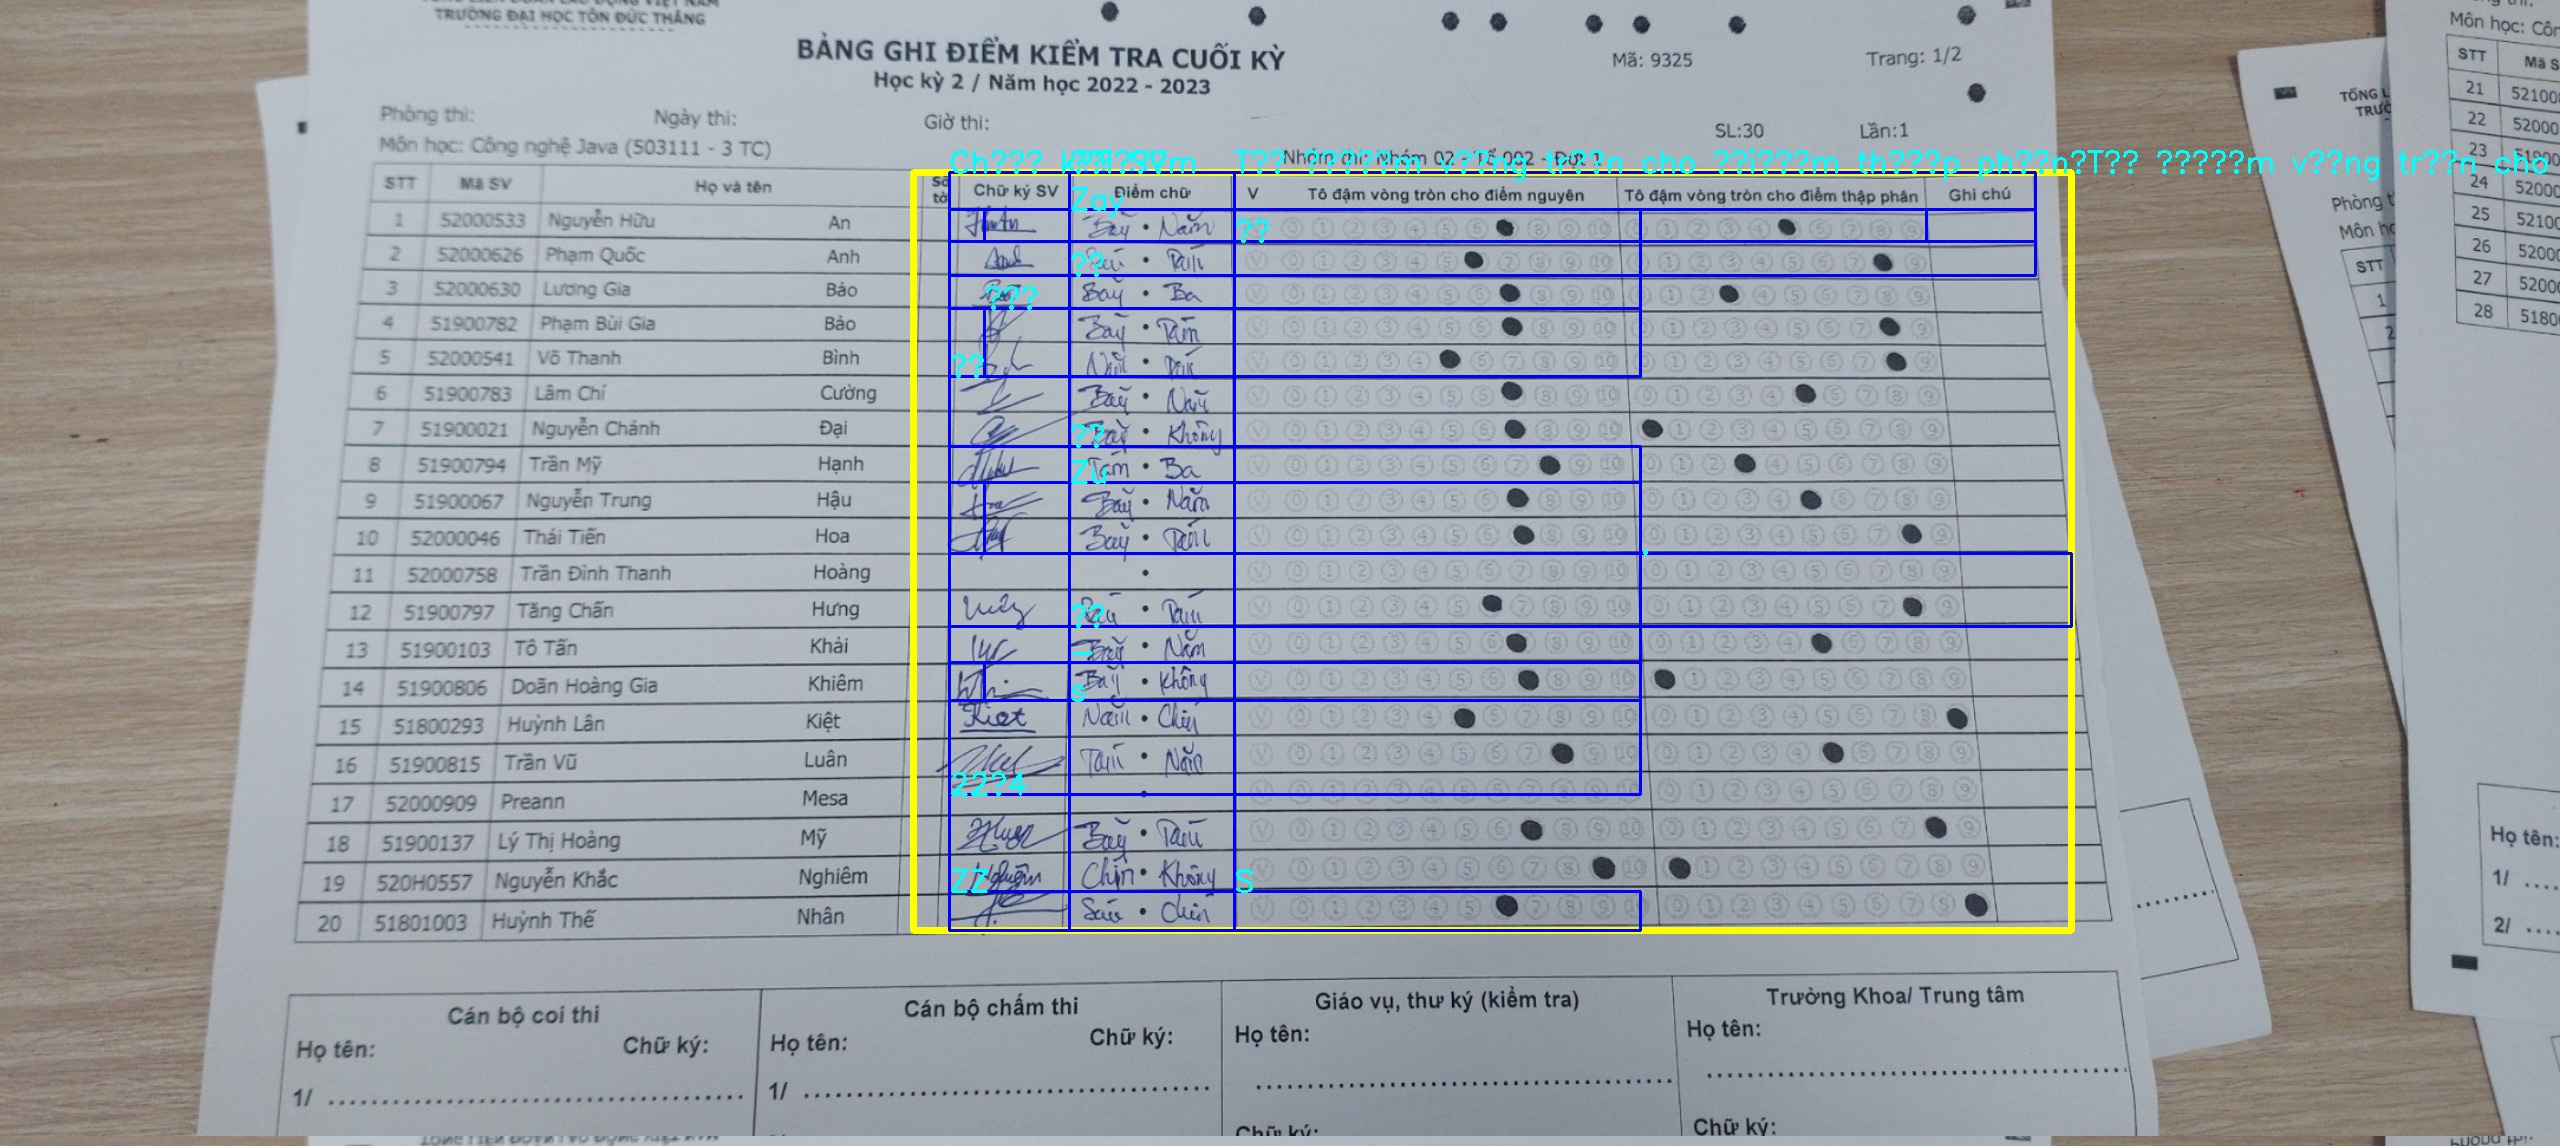 TRƯỜNG ĐẠI HỌC TÔN ĐỨC THẮNG
BẢNG GHI ĐIỂM KIỂM TRA CUỐI KỲ
Học kỳ 2 / Năm học 2022 - 2023
Mã: 9325 Trang: 1/2
Phòng thi: Ngày thi: Giờ thi:
SL:30 Lần:1
Môn học: Công nghệ Java (503111 - 3 TC)
STT Mã SV Họ và tên Số tờ Chữ ký SV Điểm chữ V Tô đậm vòng tròn cho điểm nguyên Tô đậm vòng tròn cho điểm thập phân Ghi chú
1 52000533 Nguyễn Hữu An Bảy • Năm
2 52000626 Phạm Quốc Anh • Tám
3 52000630 Lương Gia Bảo Bảy • Ba
4 51900782 Phạm Bùi Gia Bảo Bảy • Tám
5 52000541 Võ Thanh Bình Năm • Tám
6 51900783 Lâm Chí Cường Bảy • Năm
7 51900021 Nguyễn Chánh Đại Bảy • Không
8 51900794 Trần Mỹ Hạnh Tám • Ba
9 51900067 Nguyễn Trung Hậu Bảy • Năm
10 52000046 Thái Tiến Hoa Bảy • Tám
11 52000758 Trần Đình Thanh Hoàng •
12 51900797 Tăng Chấn Hưng Sáu • Tám
13 51900103 Tô Tấn Khải Bảy • Năm
14 51900806 Doãn Hoàng Gia Khiêm Bảy • Không
15 51800293 Huỳnh Lân Kiệt Kiet Năm • Chín
16 51900815 Trần Vũ Luân Tám • Năm
17 52000909 Preann Mesa •
18 51900137 Lý Thị Hoàng Mỹ Bảy • Tám
19 520H0557 Nguyễn Khắc Nghiêm Chín • Không
20 51801003 Huỳnh Thế Nhân Sáu • Chín
Cán bộ coi thi
Họ tên: Chữ ký:
1/
Cán bộ chấm thi
Họ tên: Chữ ký:
1/
Giáo vụ, thư ký (kiểm tra)
Họ tên:
Chữ ký:
Trưởng Khoa/ Trung tâm
Họ tên:
Chữ ký:
Môn học: Côn
STT Mã S
21 52100
22 52000
23 51900
24 52000
25 52100
26 52000
27 52000
28 5180
Phòng t
Môn họ
STT
1
2
Họ tên:
1/
2/